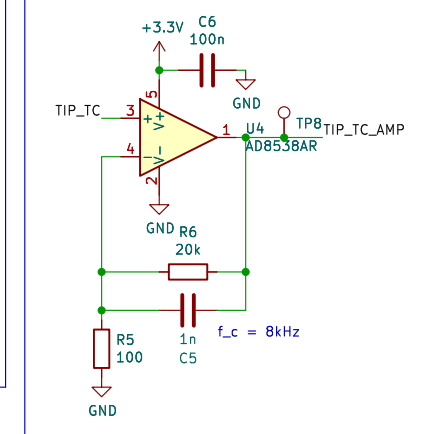 +3.3V
C6
100n
GND
TIP_TC
5
3
+
V+
1
U4
TP8
TIP_TC_AMP
AD8538AR
4
−
V−
2
GND
R6
20k
1n
C5
f_c = 8kHz
R5
100
GND